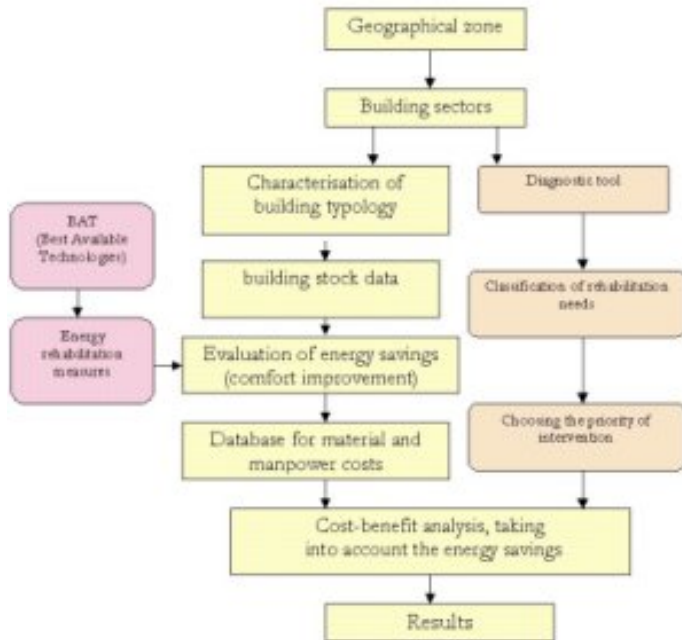 Geographical zone
Building sectors
Characterisation of
building typology
Diagnostic tool
BAT
(Best Available
Technologies)
building stock data
Classification of rehabilitation
needs
Energy
rehabilitation
measures
Evaluation of energy savings
(comfort improvement)
Choosing the priority of
intervention
Database for material and
manpower costs
Cost-benefit analysis, taking
into account the energy savings
Results